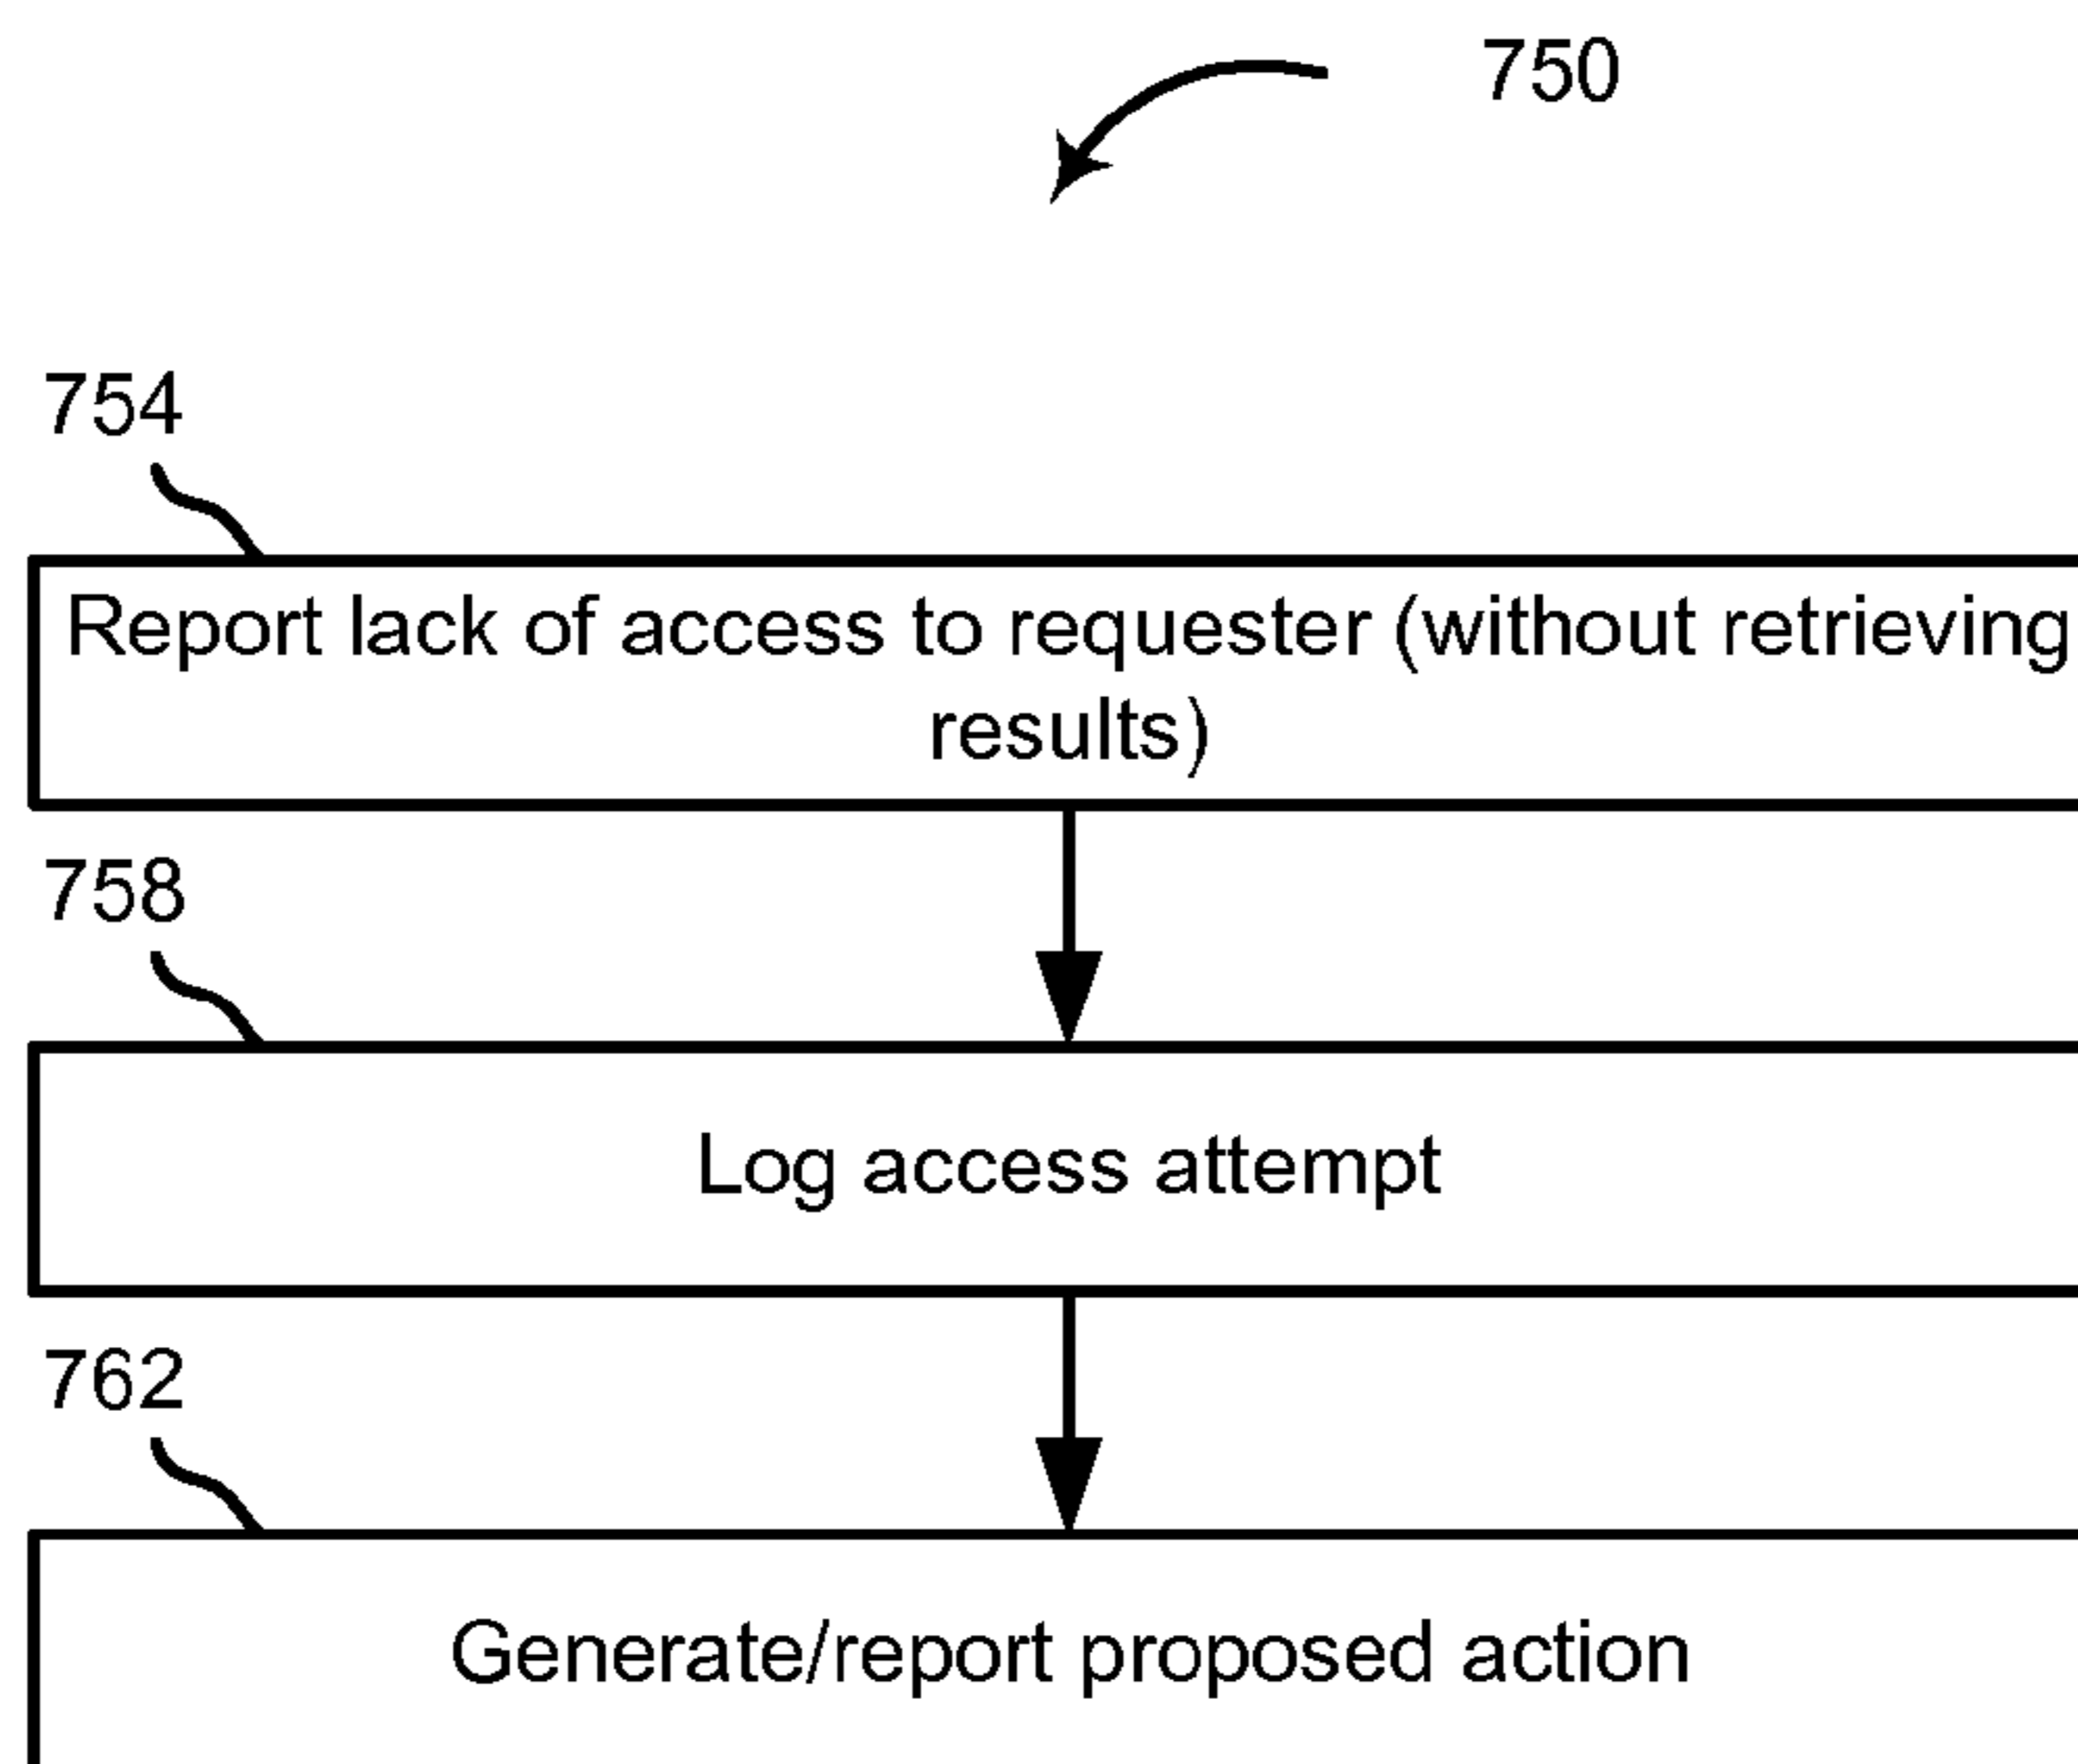 750
754
Report lack of access to requester (without retrieving
results)
758
Log access attempt
762
Generate/report proposed action